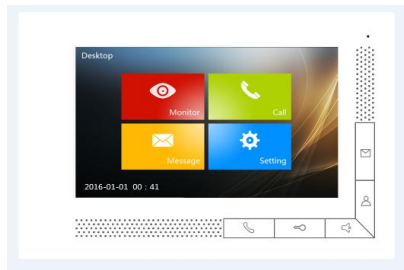 Desktop
Monitor
Call
Message
Setting
2016-01-01 00 : 41